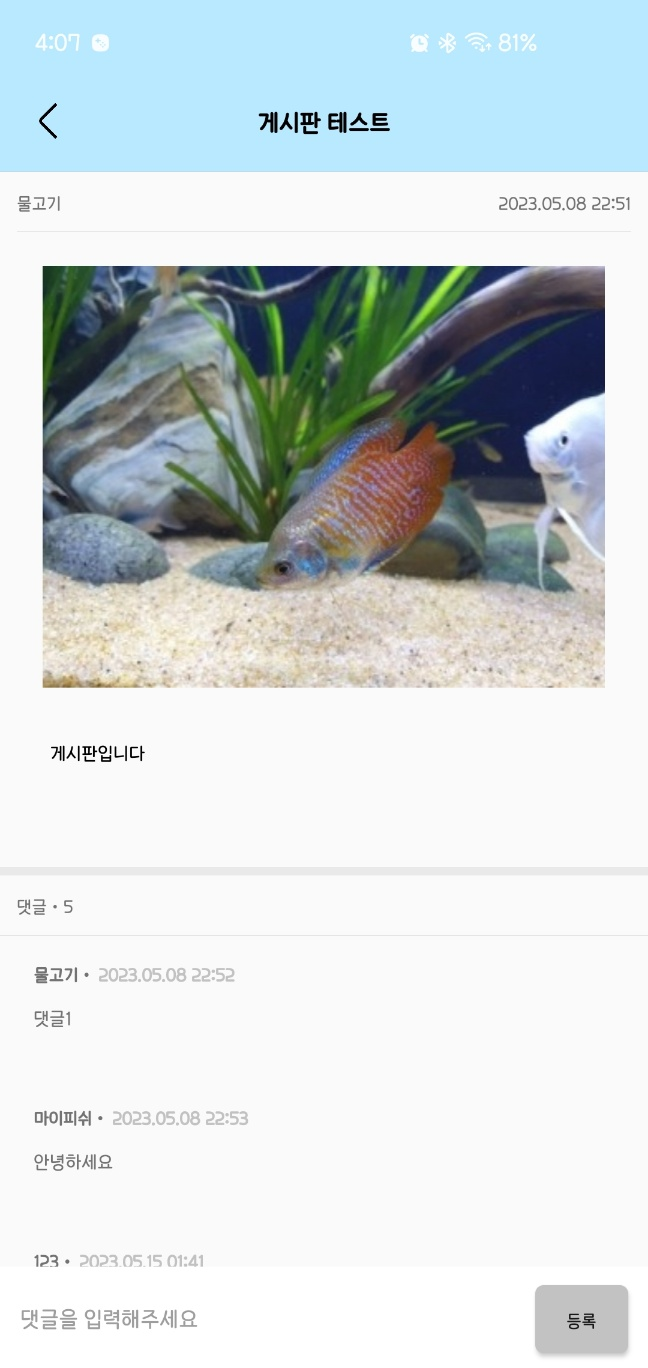 4:07
81%
게시판 테스트
물고기
2023.05.08 22:51
게시판입니다
댓글 • 5
물고기 • 2023.05.08 22:52
댓글1
마이피쉬 • 2023.05.08 22:53
안녕하세요
123 • 2023.05.15 01:41
댓글을 입력해주세요
등록